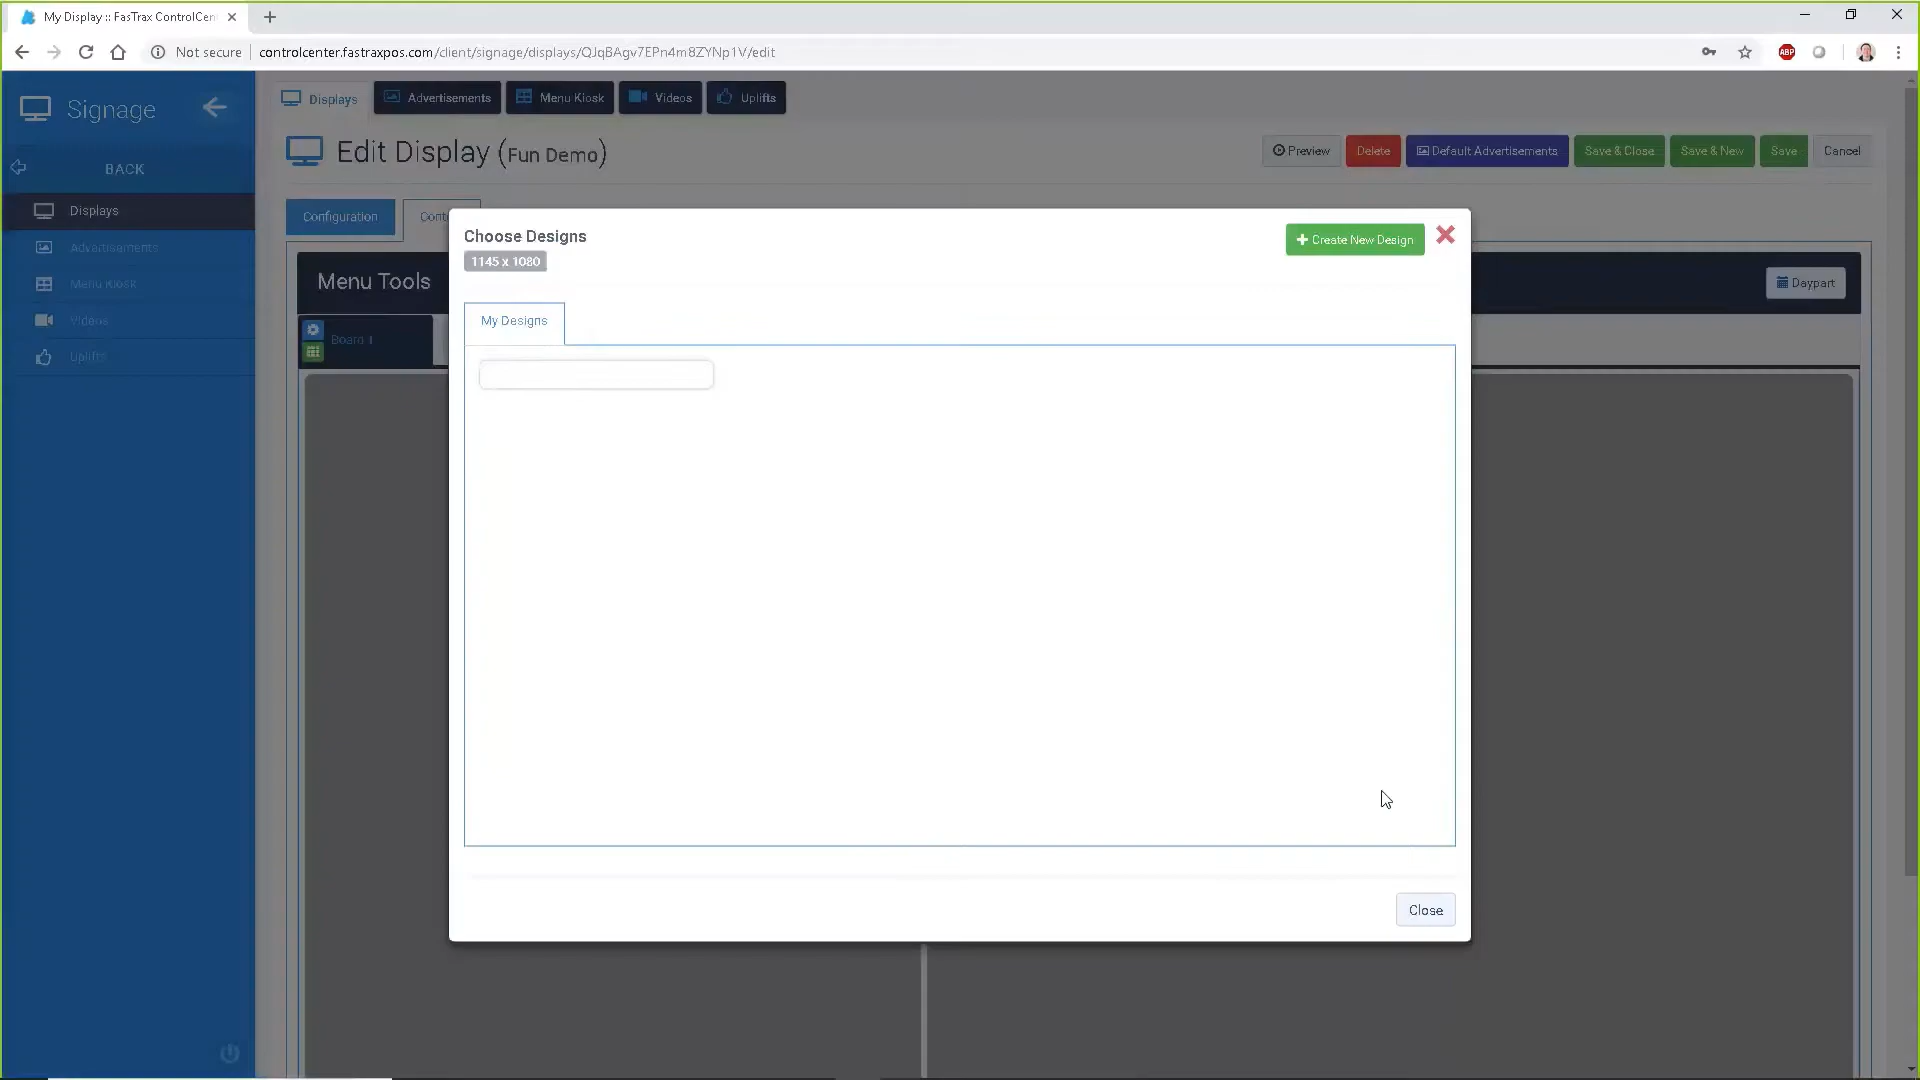 My Display :: FasTrax ControlCen
Not secure
controlcenter.fastraxpos.com/client/signage/displays/QJqBAgv7EPn4m8ZYNp1V/edit
ABP
Signage
BACK
Displays
Advertisements
Menu Kiosk
Videos
Uplifts
Displays
Advertisements
Menu Kiosk
Videos
Uplifts
Edit Display (Fun Demo)
Preview
Delete
Default Advertisements
Save & Close
Save & New
Save
Cancel
Configuration
Cont
Menu Tools
Daypart
Board 1
Choose Designs
1145 x 1080
Create New Design
My Designs
Close